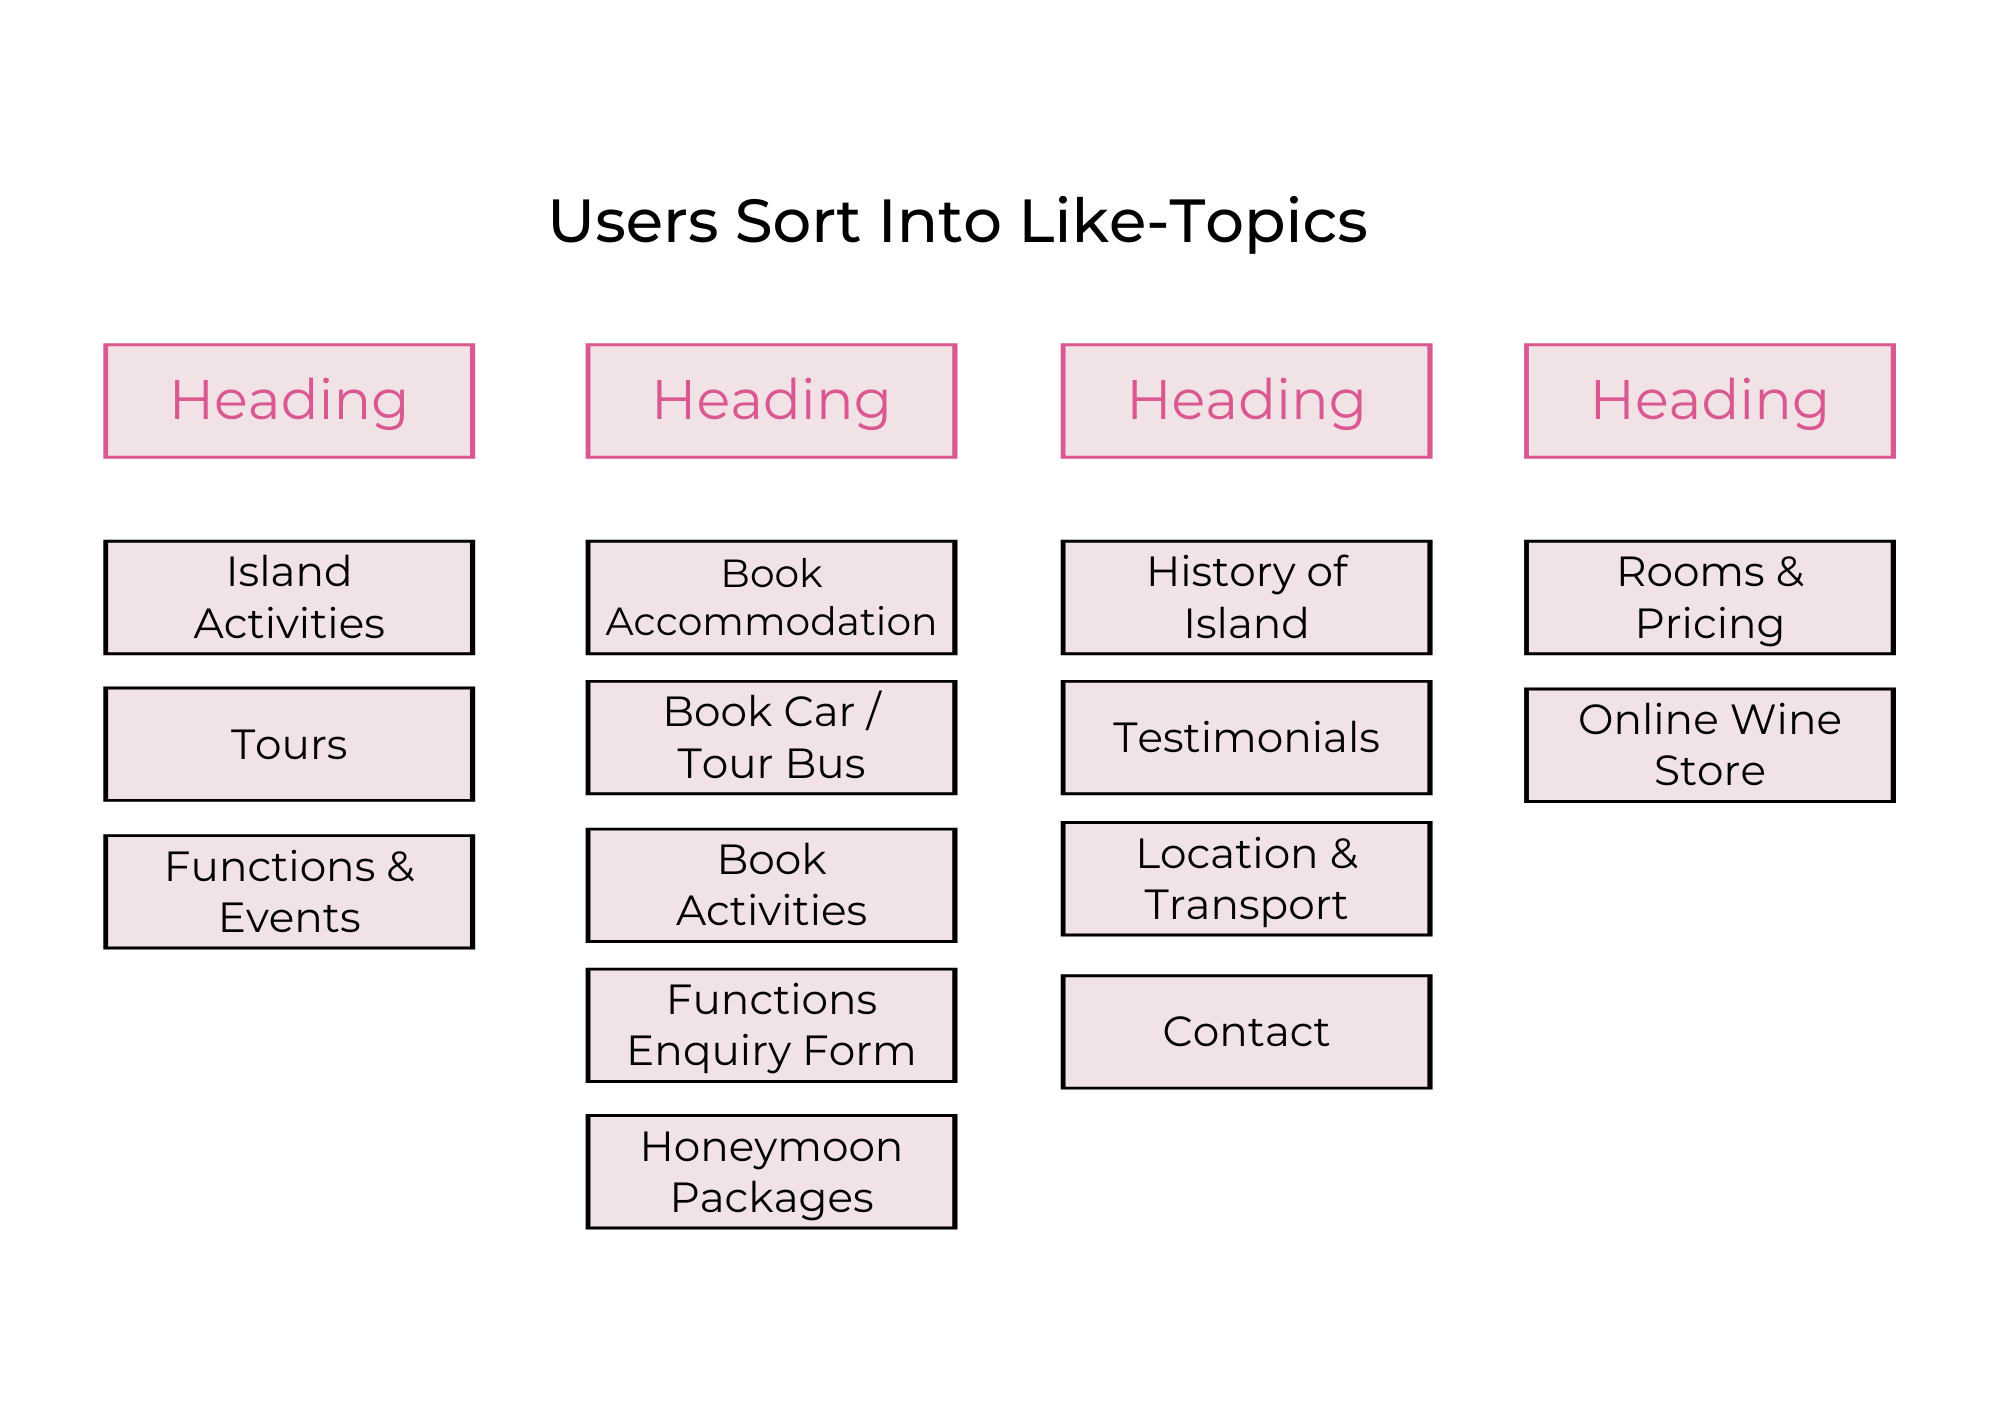 Users Sort Into Like-Topics
Heading
Heading
Heading
Heading
Island
Activities
Tours
Functions &
Events
Book
Accommodation
Book Car /
Tour Bus
Book
Activities
Functions
Enquiry Form
Honeymoon
Packages
History of
Island
Testimonials
Location &
Transport
Contact
Rooms &
Pricing
Online Wine
Store